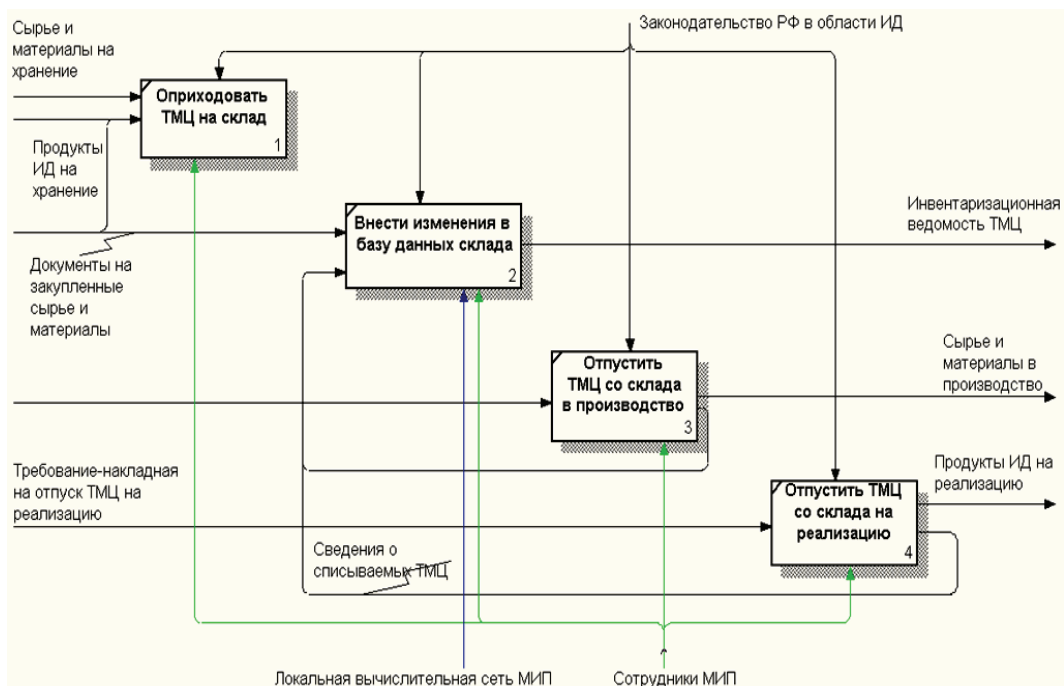 Законодательство РФ в области ИД
Сырье и
материалы на
хранение
Оприходовать
ТМЦ на склад
1
Продукты
ИД на
хранение
Внести изменения в
базу данных склада
2
Инвентаризационная
ведомость ТМЦ
Документы на
закупленные
сырье и
материалы
Отпустить
ТМЦ со склада
в производство
3
Сырье и
материалы в
производство
Требование-накладная
на отпуск ТМЦ на
реализацию
Отпустить ТМЦ
со склада на
реализацию
4
Продукты ИД на
реализацию
Сведения о
списываемых ТМЦ
Локальная вычислительная сеть МИП
Сотрудники МИП